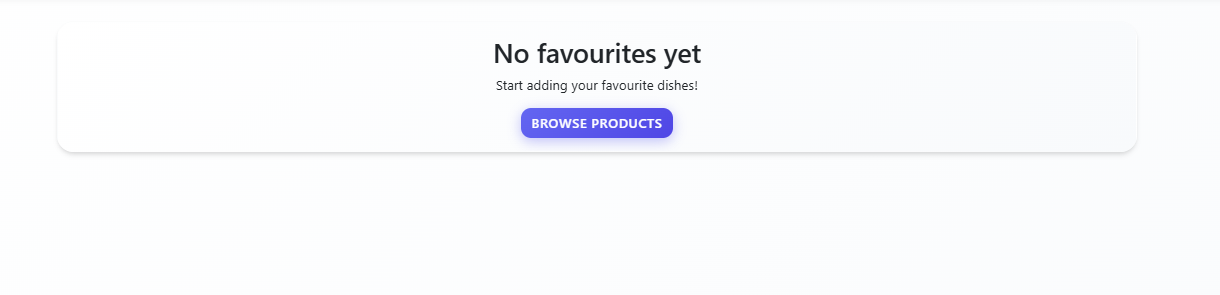 No favourites yet
Start adding your favourite dishes!
BROWSE PRODUCTS